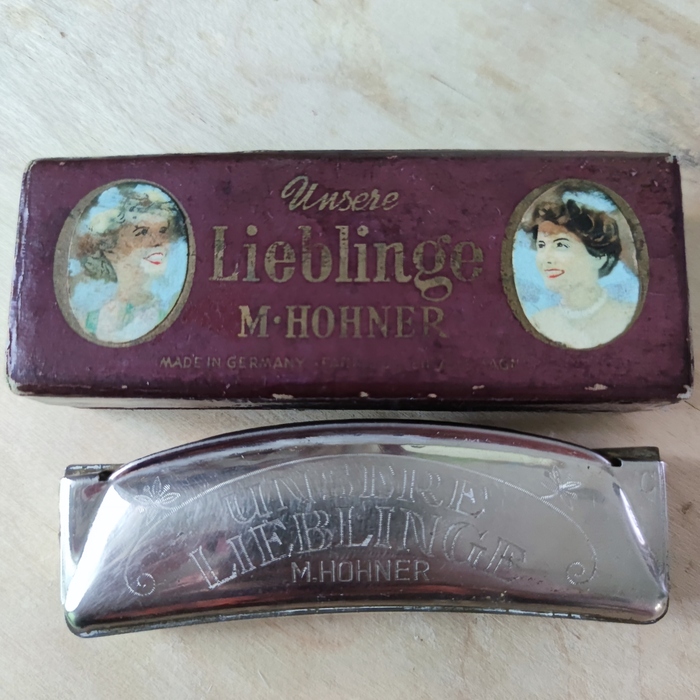 Unsere
Lieblinge
M·HOHNER
MADE IN GERMANY
UNSERE
LIEBLINGE
M.HOHNER